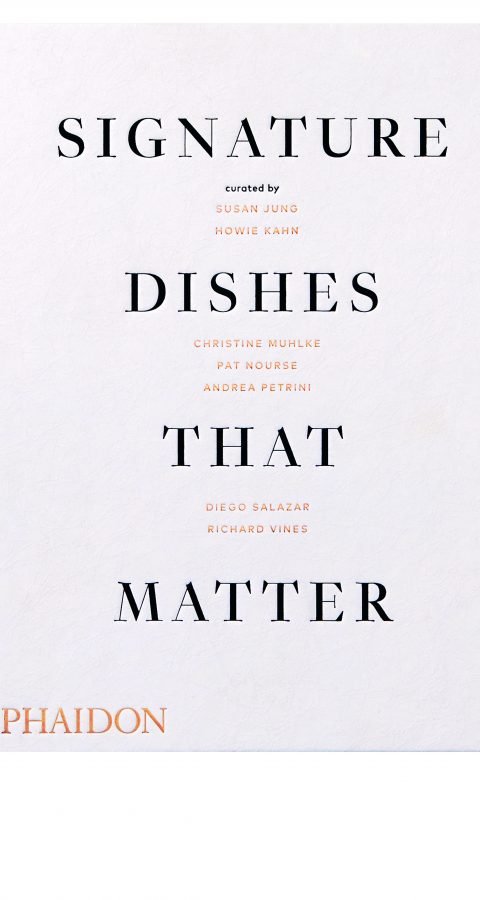 SIGNATURE
curated by
SUSAN JUNG
HOWIE KAHN
DISHES
CHRISTINE MUHLKE
PAT NOURSE
ANDREA PETRINI
THAT
DIEGO SALAZAR
RICHARD VINES
MATTER
PHAIDON